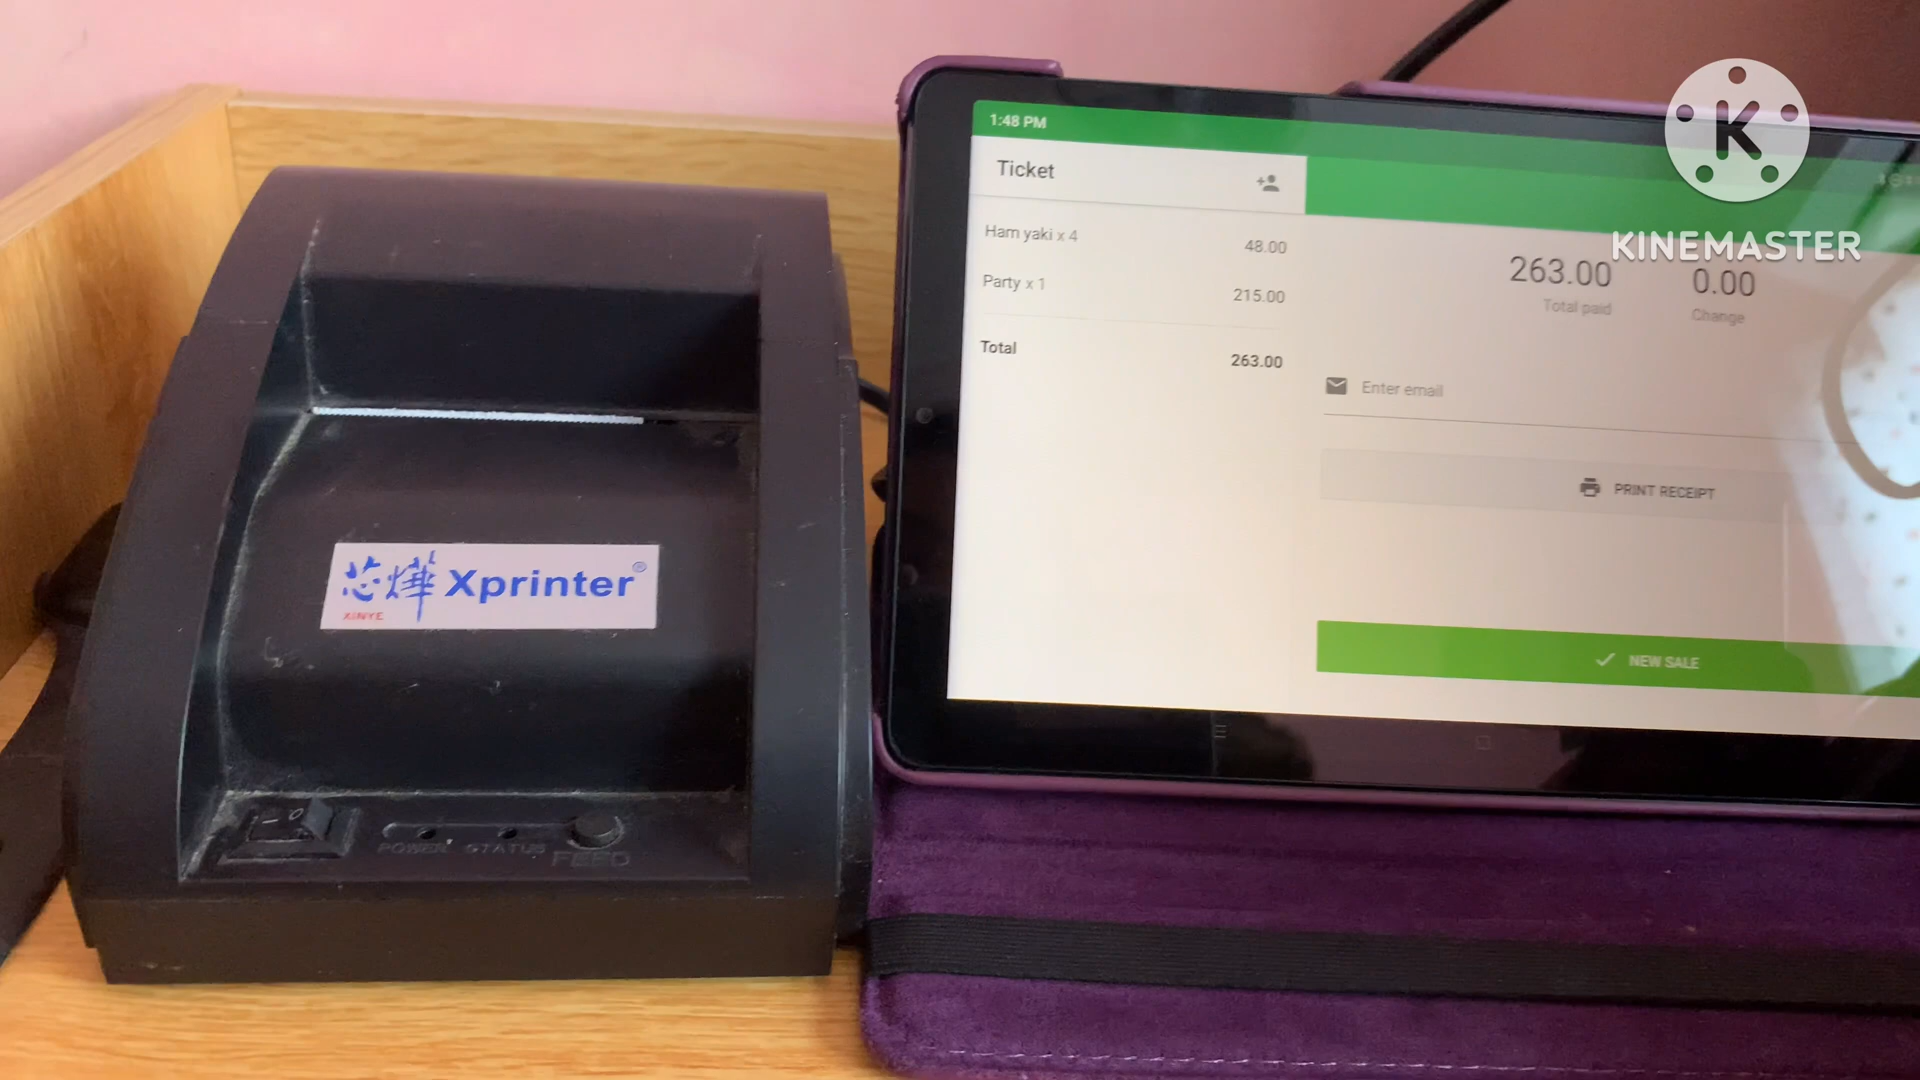 芯烨 Xprinter®
XINYE
POWER STATUS
FEED
1:48 PM
Ticket
Ham yaki x 4 48.00
Party x 1 215.00
Total 263.00
263.00 0.00
Total paid Change
Enter email
PRINT RECEIPT
NEW SALE
K
KINEMASTER